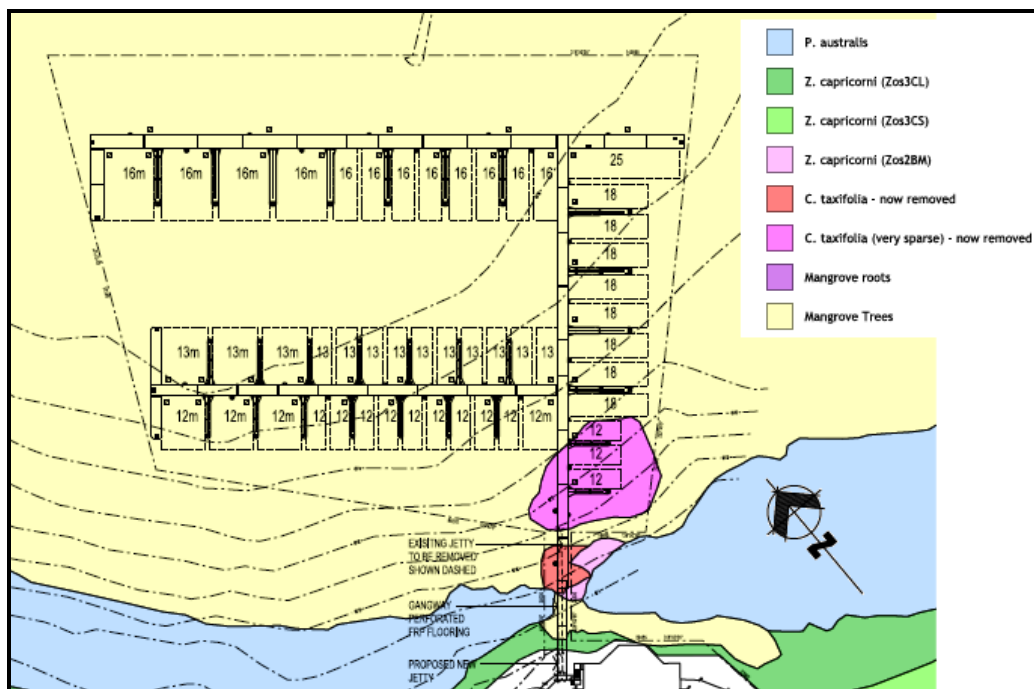 P. australis
Z. capricorni (Zos3CL)
Z. capricorni (Zos3CS)
Z. capricorni (Zos2BM)
C. taxifolia - now removed
C. taxifolia (very sparse) - now removed
Mangrove roots
Mangrove Trees
16m 16m 16m 16m 16 16 16 16 16 16 16 16
25
18
18
18
18
18
18
18
18
13m 13m 13m 13 13 13 13 13 13 13 13 13 13
12m 12m 12m 12 12 12 12 12 12 12 12 12m
12
12
12
EXISITNG JETTY
TO BE REMOVED
SHOWN DASHED
GANGWAY
PERFORATED
FRP FLOORING
PROPOSED NEW
JETTY
N